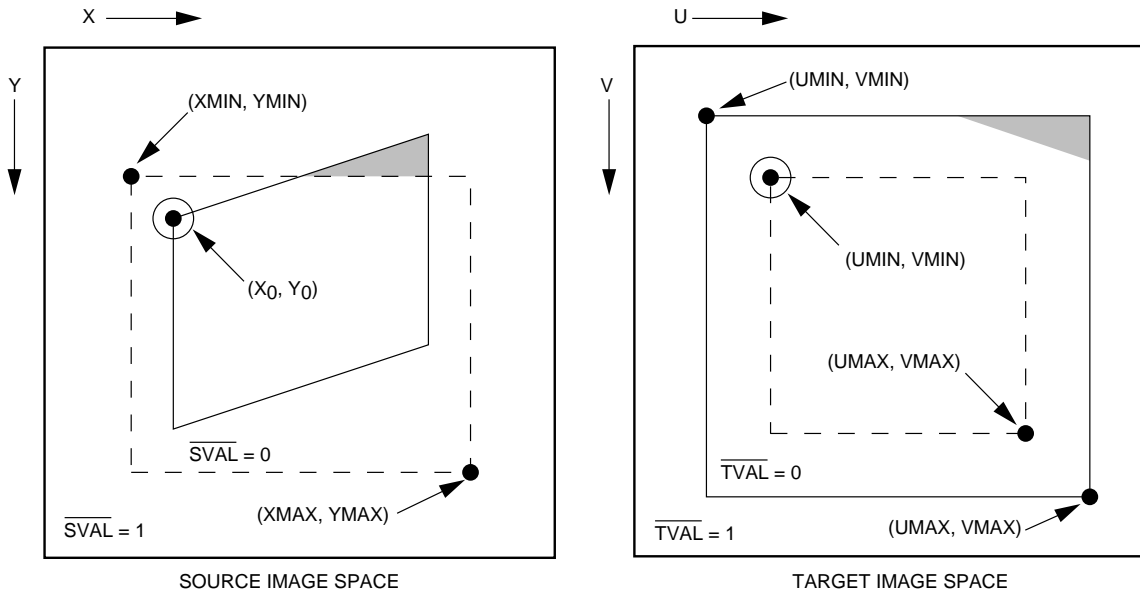 X
Y
(XMIN, YMIN)
(X0, Y0)
SVAL = 0
(XMAX, YMAX)
SVAL = 1
SOURCE IMAGE SPACE
U
V
(UMIN, VMIN)
(UMIN, VMIN)
(UMAX, VMAX)
TVAL = 0
(UMAX, VMAX)
TVAL = 1
TARGET IMAGE SPACE